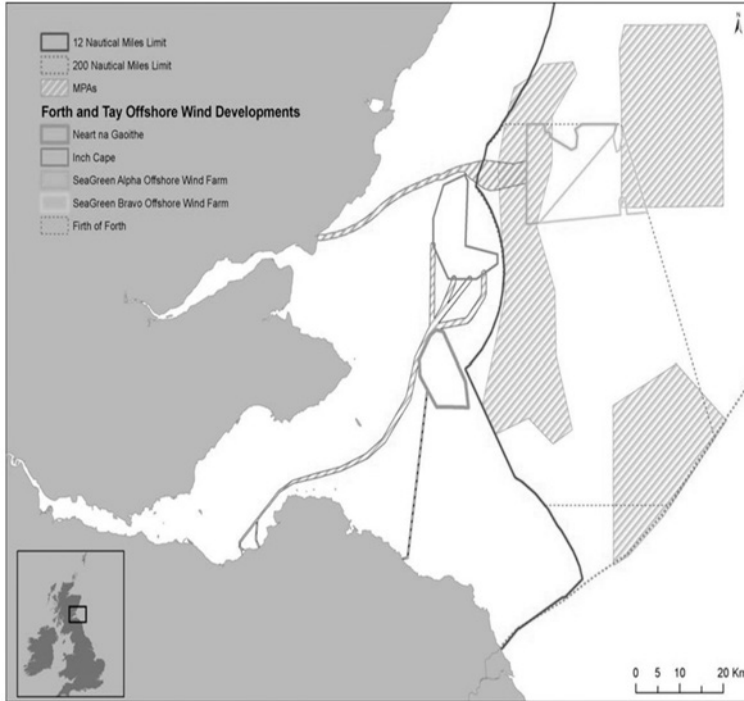 12 Nautical Miles Limit
200 Nautical Miles Limit
MPAs
Forth and Tay Offshore Wind Developments
Neart na Gaoithe
Inch Cape
SeaGreen Alpha Offshore Wind Farm
SeaGreen Bravo Offshore Wind Farm
Firth of Forth
N
0 5 10 20 Km